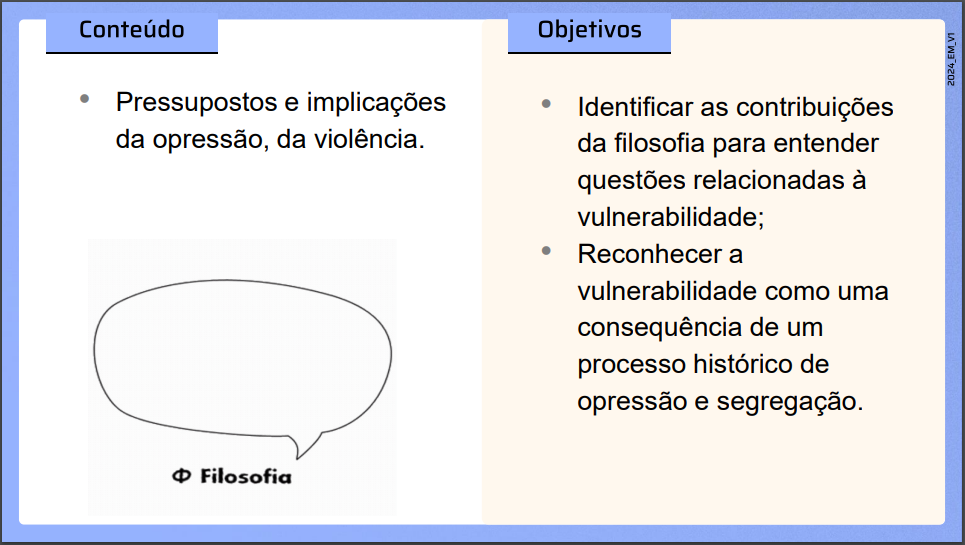 Conteúdo
• Pressupostos e implicações
da opressão, da violência.
Φ Filosofia
Objetivos
• Identificar as contribuições
da filosofia para entender
questões relacionadas à
vulnerabilidade;
• Reconhecer a
vulnerabilidade como uma
consequência de um
processo histórico de
opressão e segregação.
2024_EM_V1